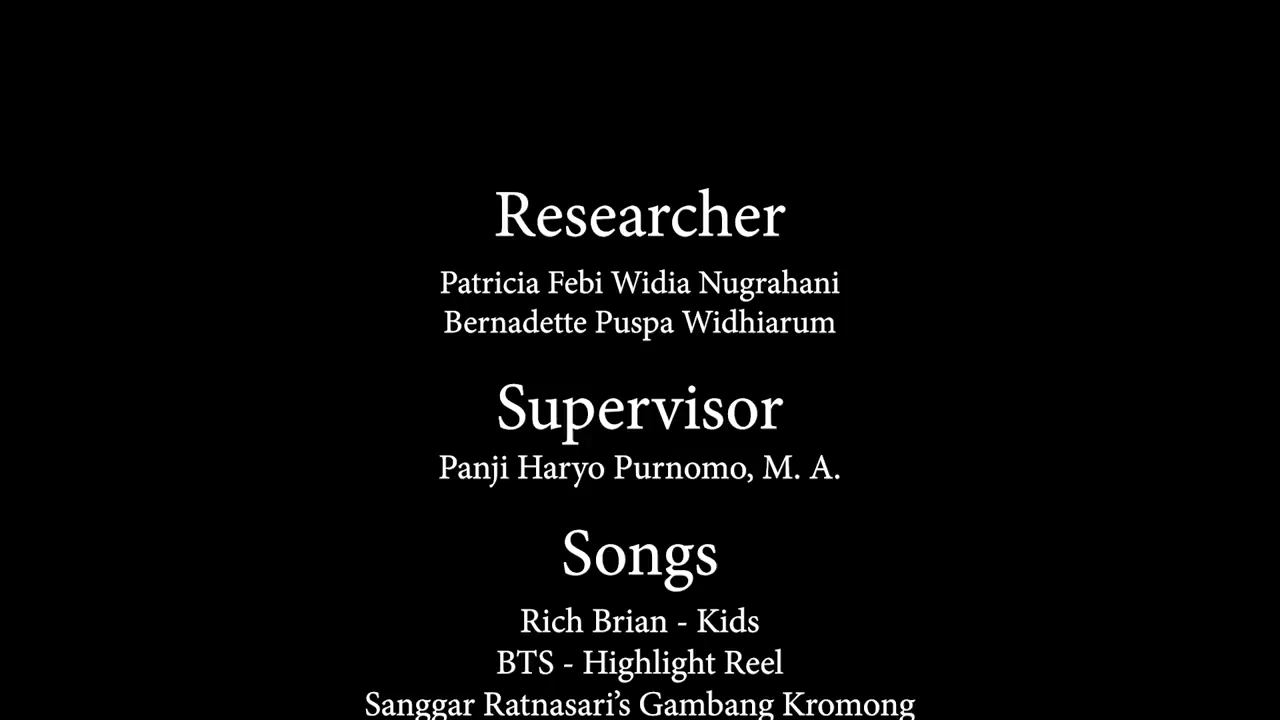 Researcher
Patricia Febi Widia Nugrahani
Bernadette Puspa Widhiarum
Supervisor
Panji Haryo Purnomo, M. A.
Songs
Rich Brian - Kids
BTS - Highlight Reel
Sanggar Ratnasari’s Gambang Kromong